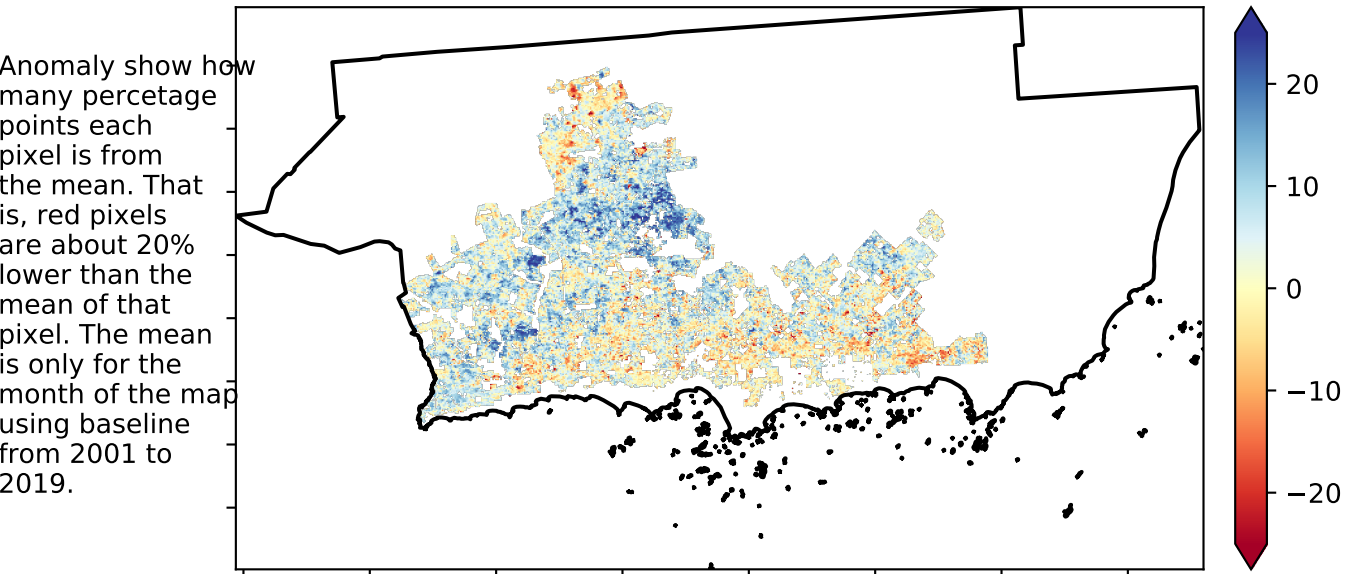 Anomaly show how
many percetage
points each
pixel is from
the mean. That
is, red pixels
are about 20%
lower than the
mean of that
pixel. The mean
is only for the
month of the map
using baseline
from 2001 to
2019.
20
10
0
−10
−20